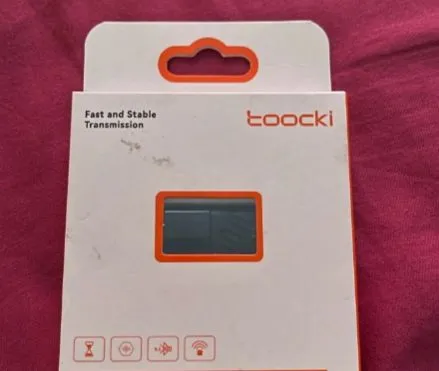 Fast and Stable
Transmission
toocki